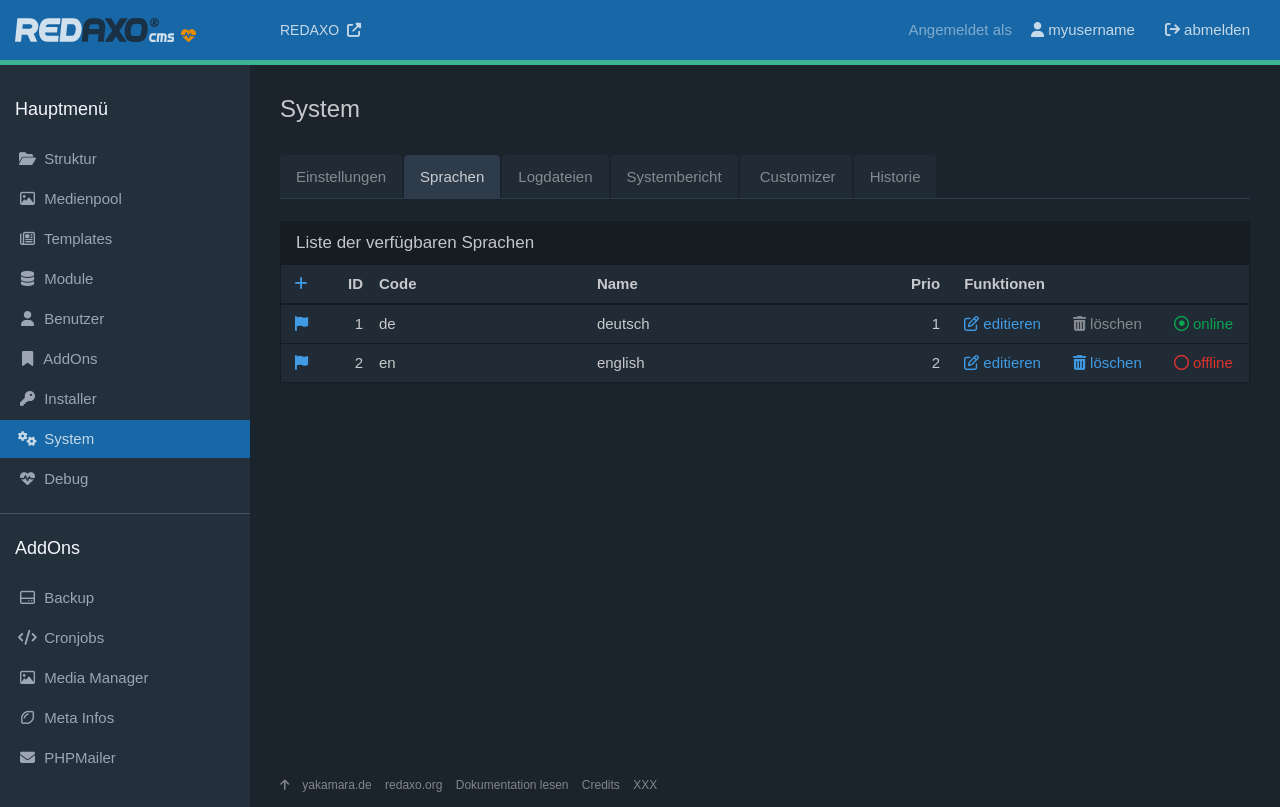 REDAXO® cms REDAXO Angemeldet als myusername abmelden
Hauptmenü
Struktur
Medienpool
Templates
Module
Benutzer
AddOns
Installer
System
Debug
AddOns
Backup
Cronjobs
Media Manager
Meta Infos
PHPMailer
System
Einstellungen Sprachen Logdateien Systembericht Customizer Historie
Liste der verfügbaren Sprachen
ID Code Name Prio Funktionen
1 de deutsch 1 editieren löschen online
2 en english 2 editieren löschen offline
yakamara.de redaxo.org Dokumentation lesen Credits XXX